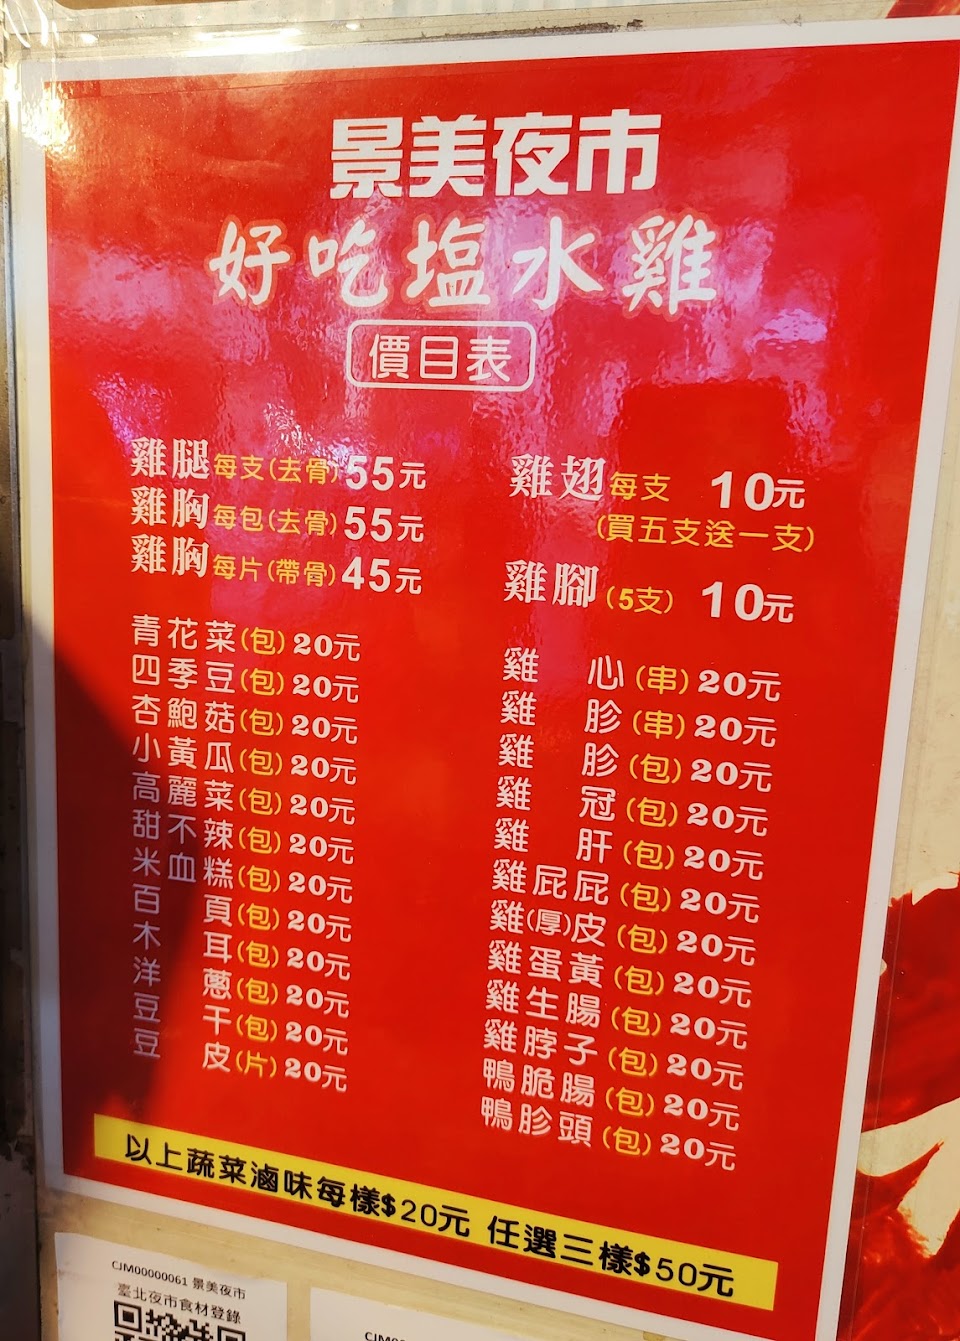 景美夜市
好吃塩水雞
價目表
雞腿每支(去骨)55元
雞胸每包(去骨)55元
雞胸每片(帶骨)45元
青花菜(包)20元
四季豆(包)20元
杏鮑菇(包)20元
小黃瓜(包)20元
高麗菜(包)20元
甜不辣(包)20元
米血糕(包)20元
百頁(包)20元
木耳(包)20元
洋蔥(包)20元
豆干(包)20元
豆皮(片)20元
雞翅每支 10元
(買五支送一支)
雞腳(5支) 10元
雞心(串)20元
雞胗(串)20元
雞胗(包)20元
雞冠(包)20元
雞肝(包)20元
雞屁屁(包)20元
雞(厚)皮(包)20元
雞蛋黃(包)20元
雞生腸(包)20元
雞脖子(包)20元
鴨脆腸(包)20元
鴨胗頭(包)20元
以上蔬菜滷味每樣$20元 任選三樣$50元
CJM00000061 景美夜市
臺北夜市食材登錄